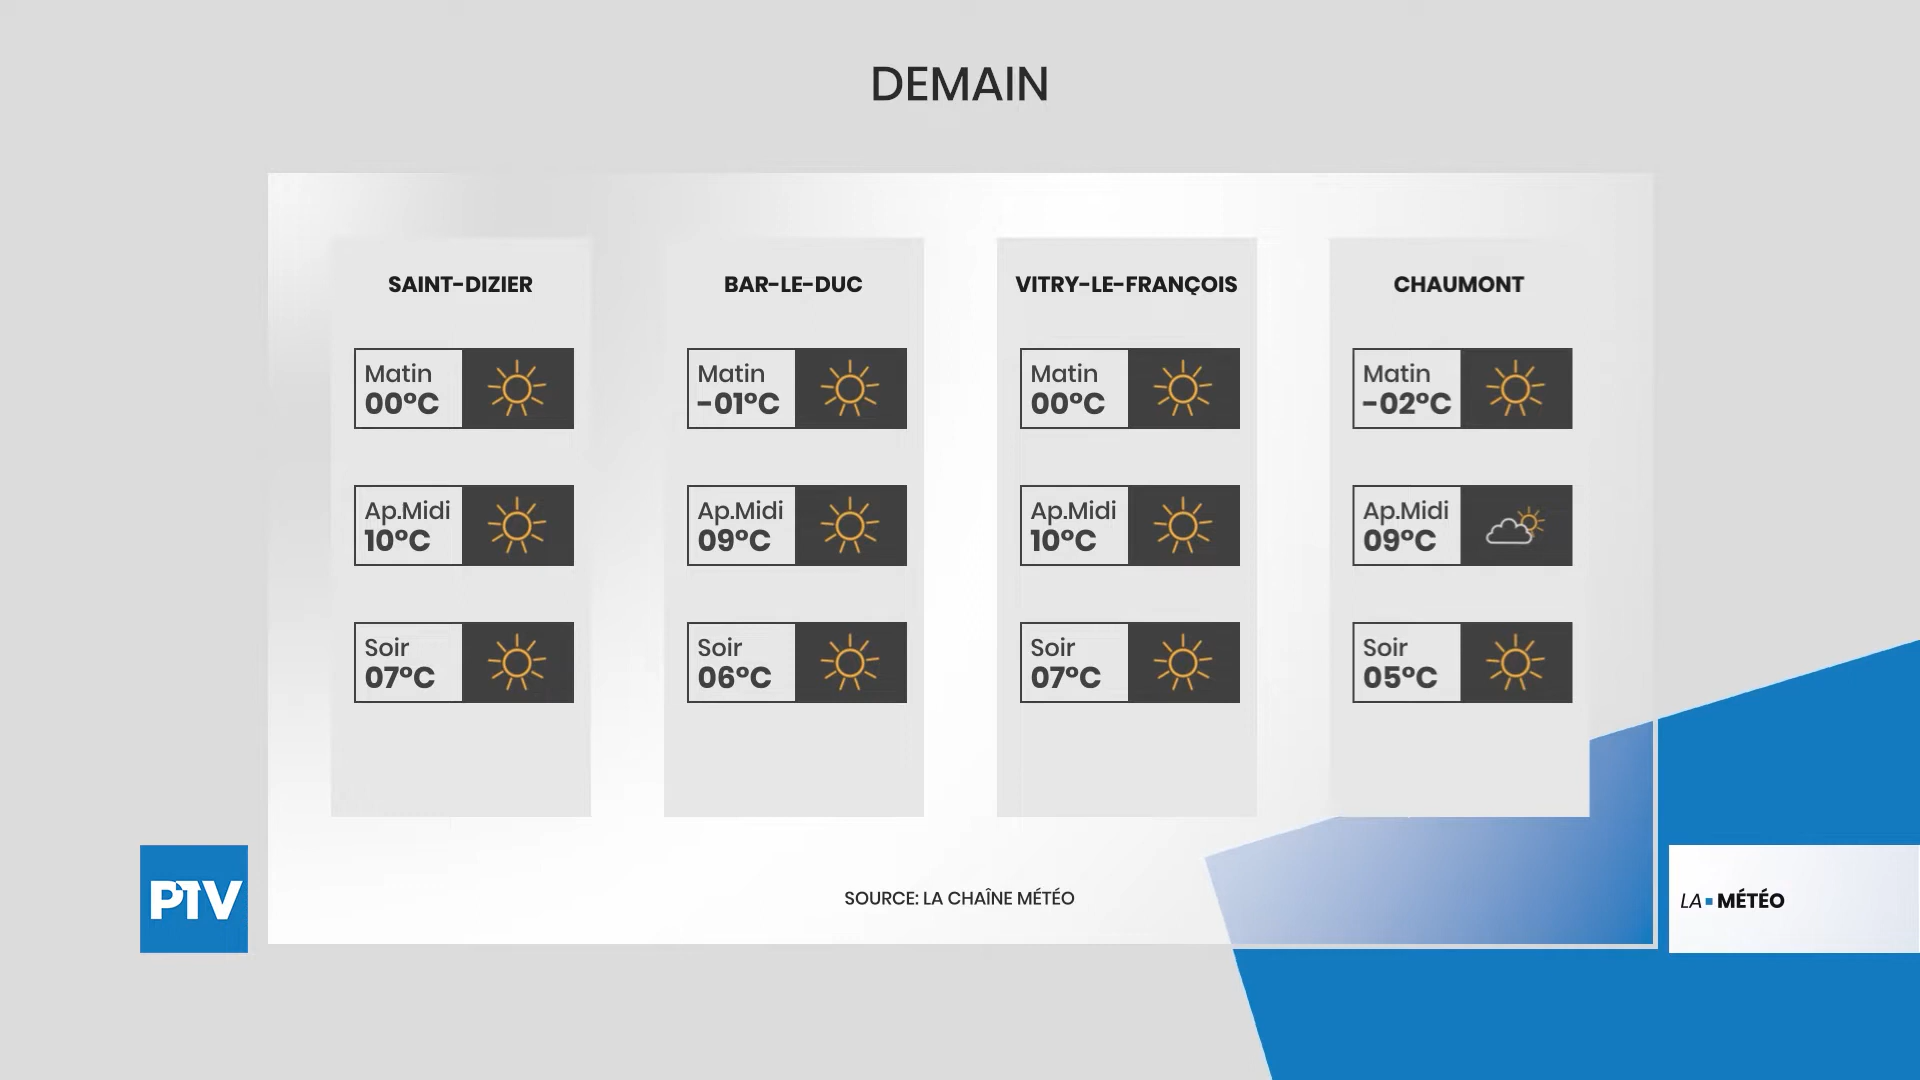 DEMAIN
SAINT-DIZIER
Matin
00°C
Ap.Midi
10°C
Soir
07°C
BAR-LE-DUC
Matin
-01°C
Ap.Midi
09°C
Soir
06°C
VITRY-LE-FRANÇOIS
Matin
00°C
Ap.Midi
10°C
Soir
07°C
CHAUMONT
Matin
-02°C
Ap.Midi
09°C
Soir
05°C
SOURCE: LA CHAÎNE MÉTÉO
PTV
LA▪MÉTÉO